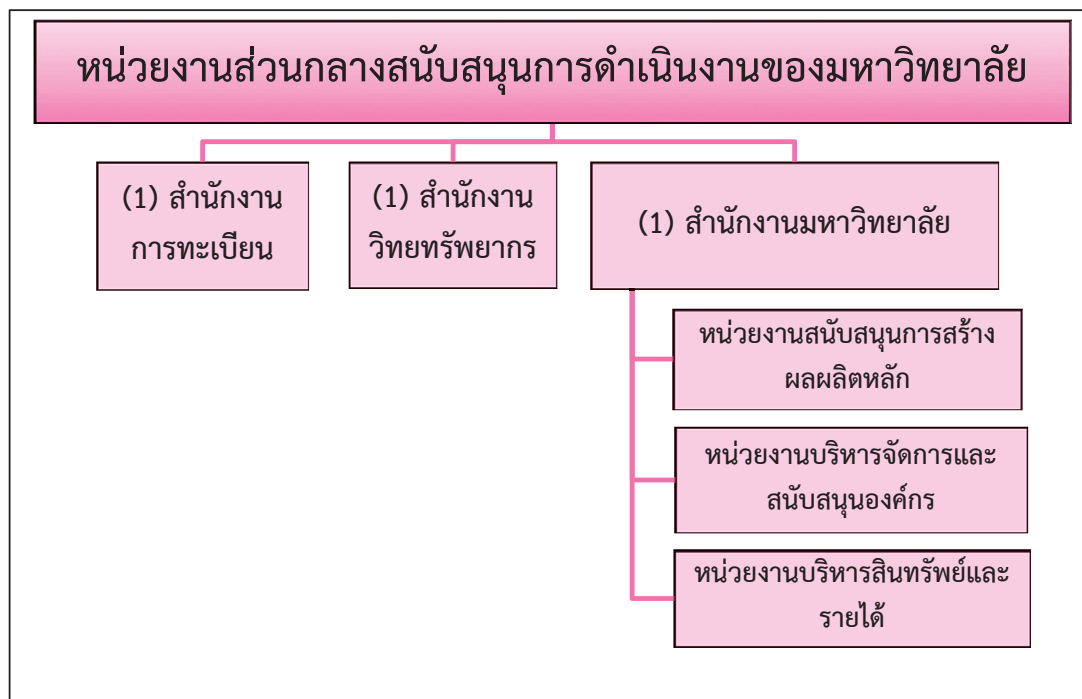 หน่วยงานส่วนกลางสนับสนุนการดำเนินงานของมหาวิทยาลัย
(1) สำนักงาน
การทะเบียน
(1) สำนักงาน
วิทยทรัพยากร
(1) สำนักงานมหาวิทยาลัย
หน่วยงานสนับสนุนการสร้าง
ผลผลิตหลัก
หน่วยงานบริหารจัดการและ
สนับสนุนองค์กร
หน่วยงานบริหารสินทรัพย์และ
รายได้